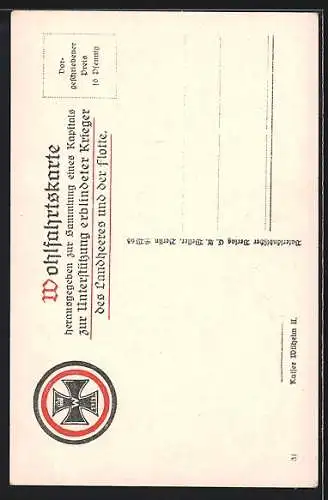 Wohlfahrtskarte
herausgegeben zur Sammlung eines Kapitals
zur Unterstützung erblindeter Krieger
des Landheeres und der Flotte.
Vor-
geschriebener
Preis
10 Pfennig
Vaterländischer Verlag C. A. Weller, Berlin SW 68
Kaiser Wilhelm II.
31
W